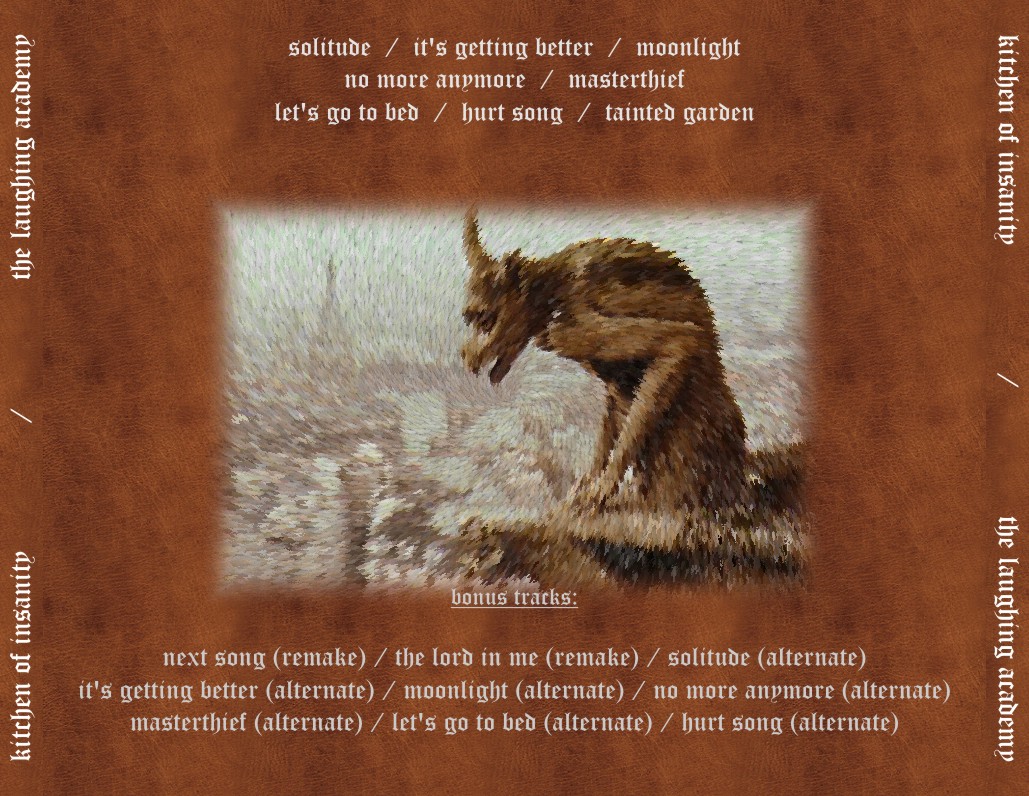 solitude / it's getting better / moonlight
no more anymore / masterthief
let's go to bed / hurt song / tainted garden
the laughing academy / kitchen of insanity
kitchen of insanity / the laughing academy
bonus tracks:
next song (remake) / the lord in me (remake) / solitude (alternate)
it's getting better (alternate) / moonlight (alternate) / no more anymore (alternate)
masterthief (alternate) / let's go to bed (alternate) / hurt song (alternate)